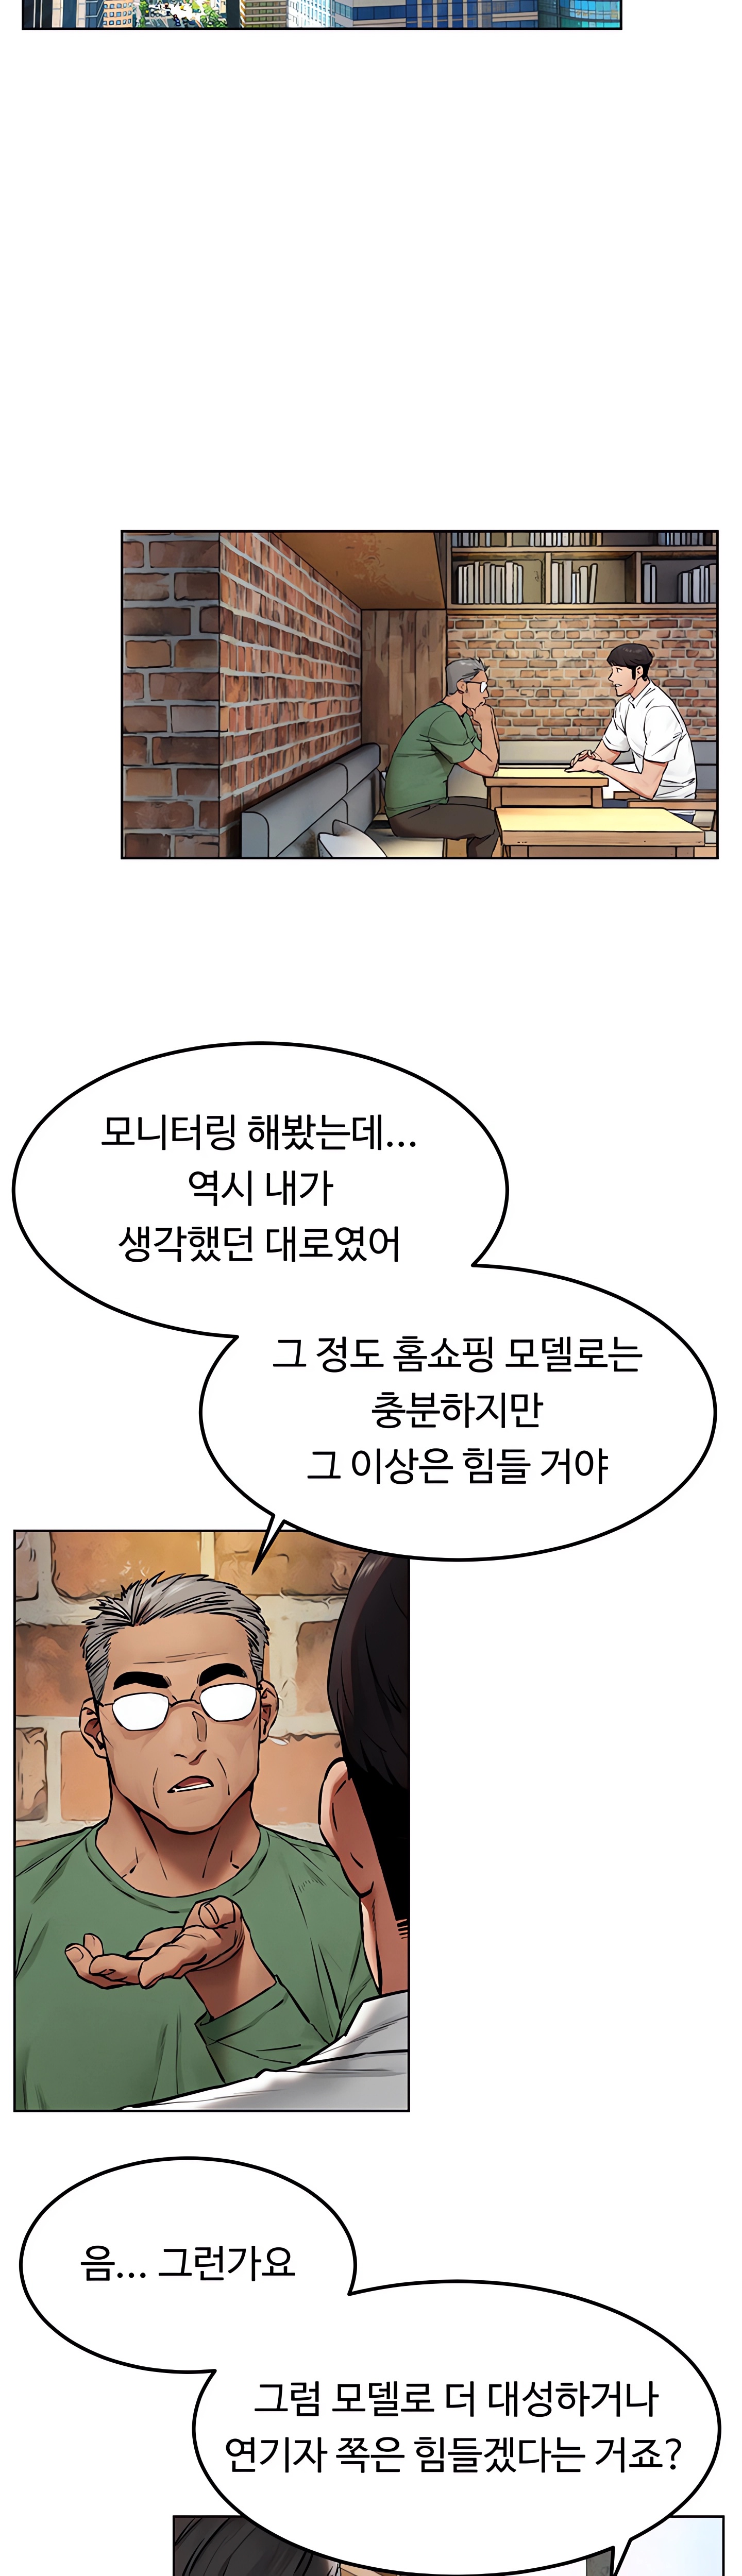 모니터링 해봤는데...
역시 내가
생각했던 대로였어
그 정도 홈쇼핑 모델로는
충분하지만
그 이상은 힘들 거야
음... 그런가요
그럼 모델로 더 대성하거나
연기자 쪽은 힘들겠다는 거죠?